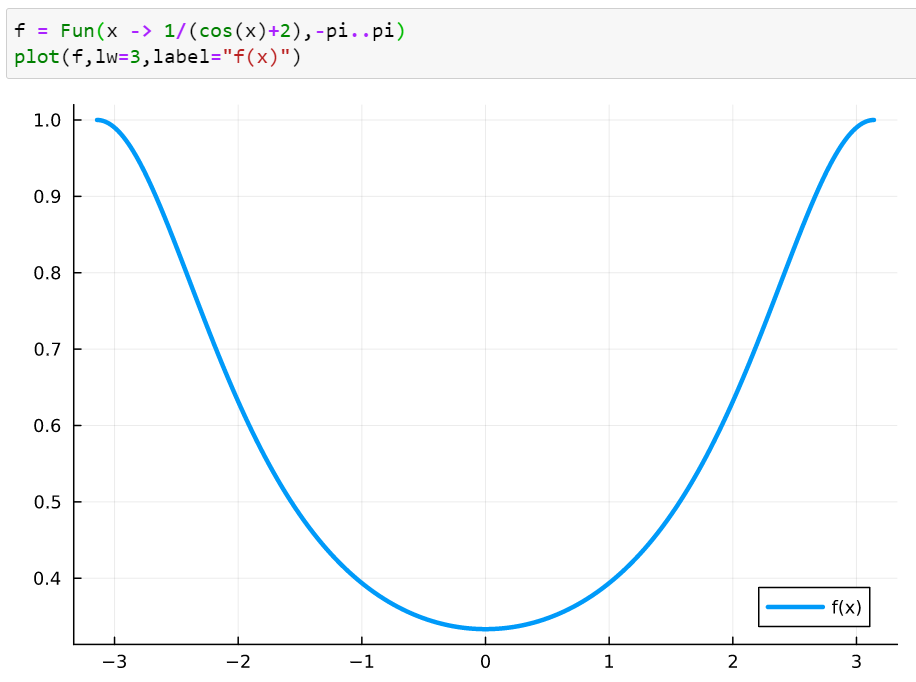 f = Fun(x -> 1/(cos(x)+2),-pi..pi)
plot(f,lw=3,label="f(x)")
1.0
0.9
0.8
0.7
0.6
0.5
0.4
f(x)
−3 −2 −1 0 1 2 3